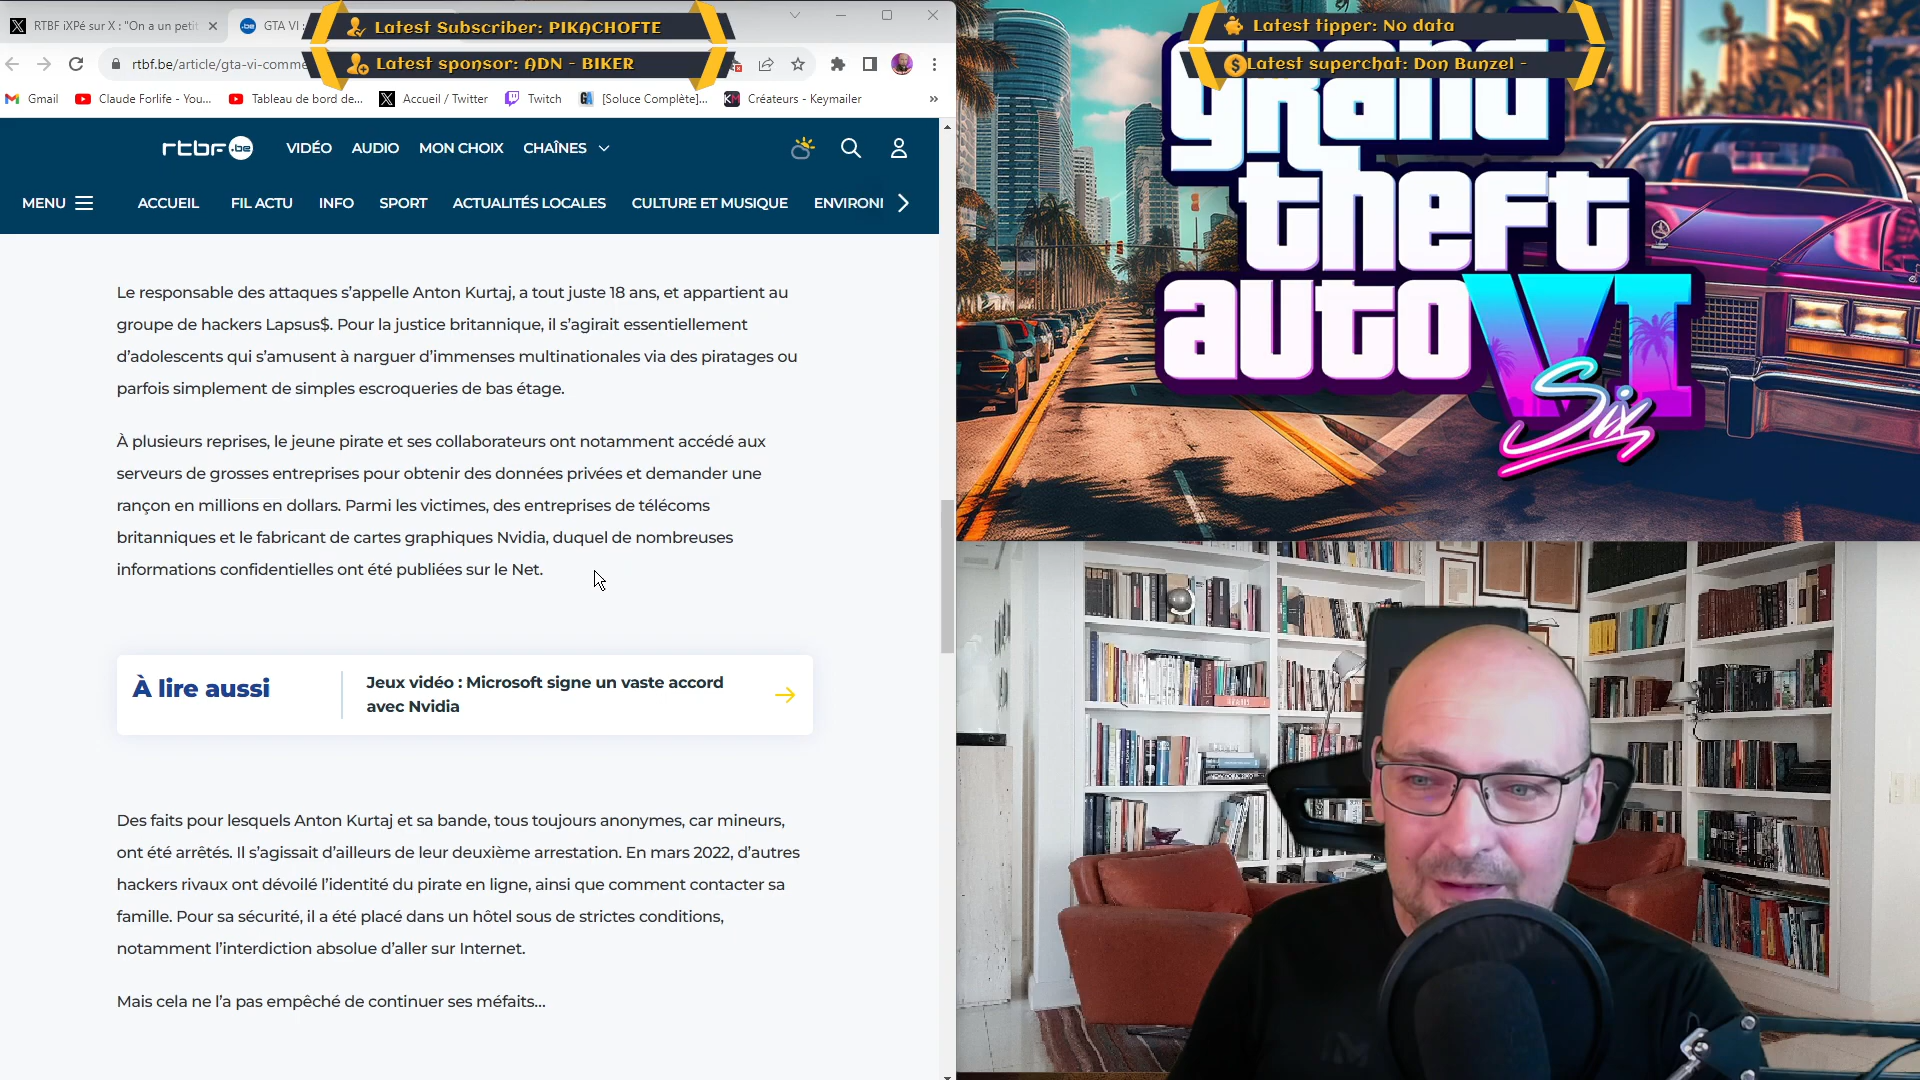 RTBF iXPé sur X : "On a un petit
GTA VI :
Latest Subscriber: PIKACHOFTE
Latest sponsor: ADN - BIKER
Latest tipper: No data
Latest superchat: Don Bunzel -
rtbf.be/article/gta-vi-comme
Gmail
Claude Forlife - You...
Tableau de bord de...
Accueil / Twitter
Twitch
[Soluce Complète]...
Créateurs - Keymailer
»
rtbf.be
VIDÉO
AUDIO
MON CHOIX
CHAÎNES
MENU
ACCUEIL
FIL ACTU
INFO
SPORT
ACTUALITÉS LOCALES
CULTURE ET MUSIQUE
ENVIRONI
Le responsable des attaques s’appelle Anton Kurtaj, a tout juste 18 ans, et appartient au
groupe de hackers Lapsus$. Pour la justice britannique, il s’agirait essentiellement
d’adolescents qui s’amusent à narguer d’immenses multinationales via des piratages ou
parfois simplement de simples escroqueries de bas étage.
À plusieurs reprises, le jeune pirate et ses collaborateurs ont notamment accédé aux
serveurs de grosses entreprises pour obtenir des données privées et demander une
rançon en millions en dollars. Parmi les victimes, des entreprises de télécoms
britanniques et le fabricant de cartes graphiques Nvidia, duquel de nombreuses
informations confidentielles ont été publiées sur le Net.
À lire aussi
Jeux vidéo : Microsoft signe un vaste accord
avec Nvidia
Des faits pour lesquels Anton Kurtaj et sa bande, tous toujours anonymes, car mineurs,
ont été arrêtés. Il s’agissait d’ailleurs de leur deuxième arrestation. En mars 2022, d’autres
hackers rivaux ont dévoilé l’identité du pirate en ligne, ainsi que comment contacter sa
famille. Pour sa sécurité, il a été placé dans un hôtel sous de strictes conditions,
notamment l’interdiction absolue d’aller sur Internet.
Mais cela ne l’a pas empêché de continuer ses méfaits...
grand
theft
auto VI
Six